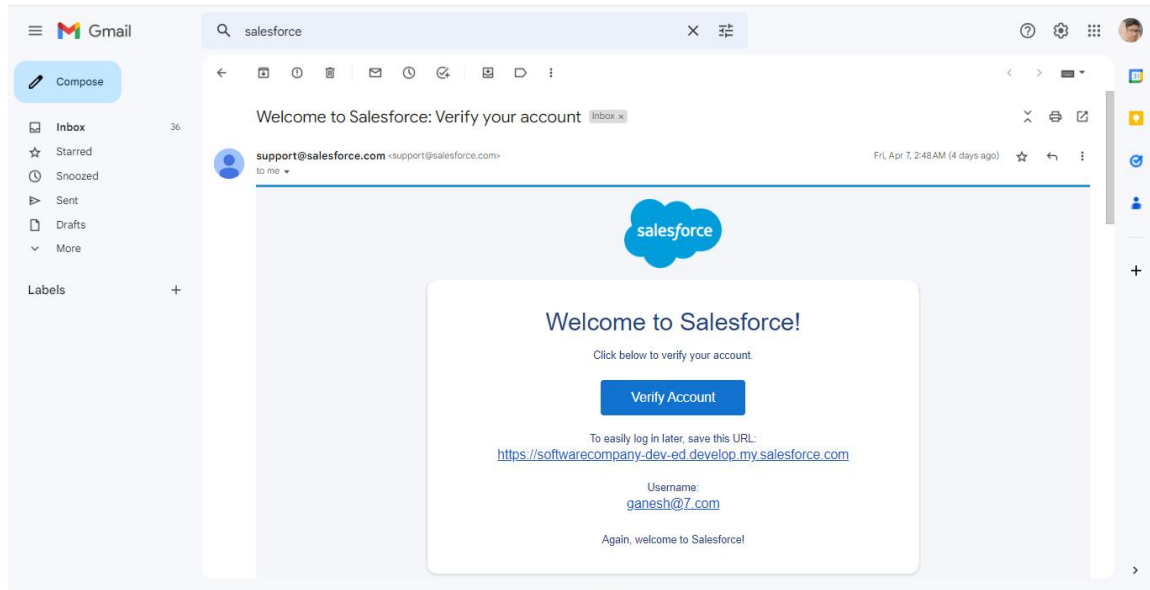 Gmail
salesforce
Compose
Inbox 36
Starred
Snoozed
Sent
Drafts
More
Labels
Welcome to Salesforce: Verify your account Inbox ×
support@salesforce.com <support@salesforce.com>
Fri, Apr 7, 2:48 AM (4 days ago)
to me
salesforce
Welcome to Salesforce!
Click below to verify your account.
Verify Account
To easily log in later, save this URL:
https://softwarecompany-dev-ed.develop.my.salesforce.com
Username:
ganesh@7.com
Again, welcome to Salesforce!